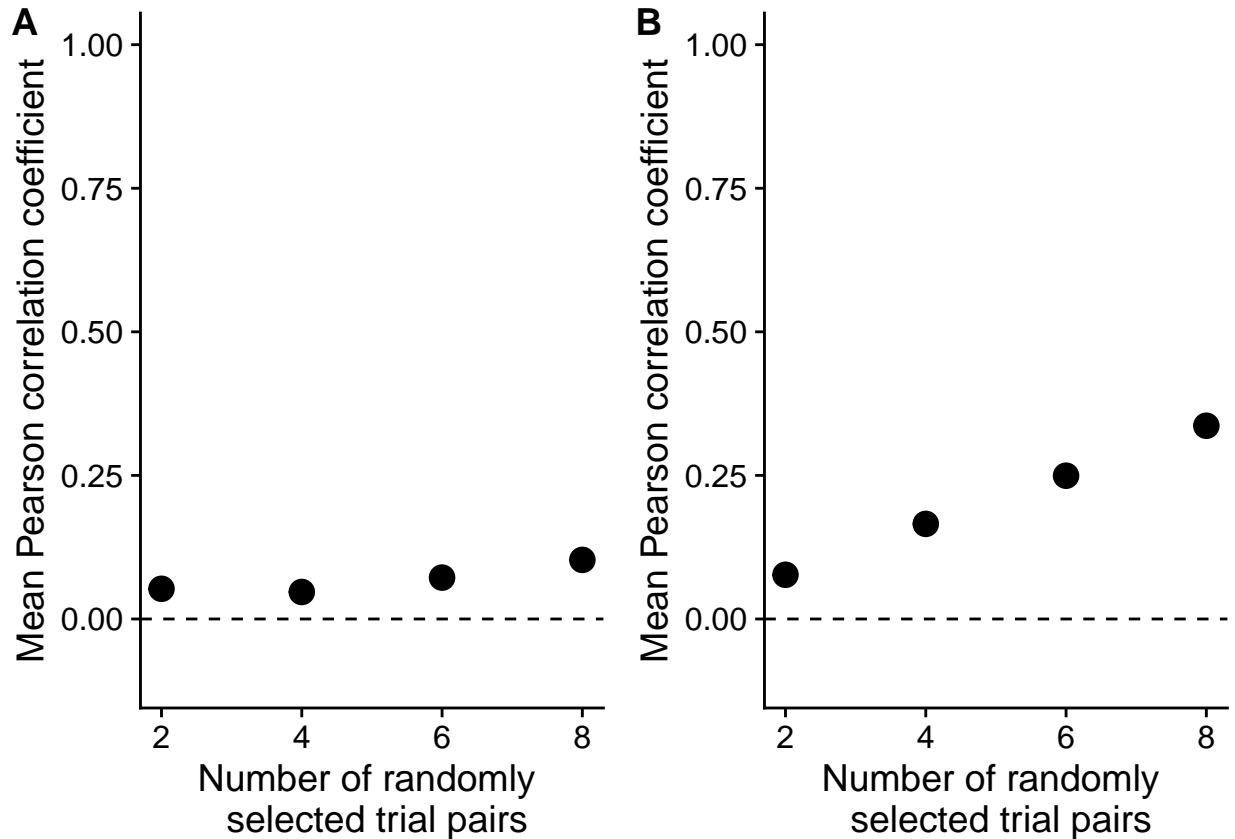 A
Mean Pearson correlation coefficient
1.00
0.75
0.50
0.25
0.00
2 4 6 8
Number of randomly
selected trial pairs
B
Mean Pearson correlation coefficient
1.00
0.75
0.50
0.25
0.00
2 4 6 8
Number of randomly
selected trial pairs